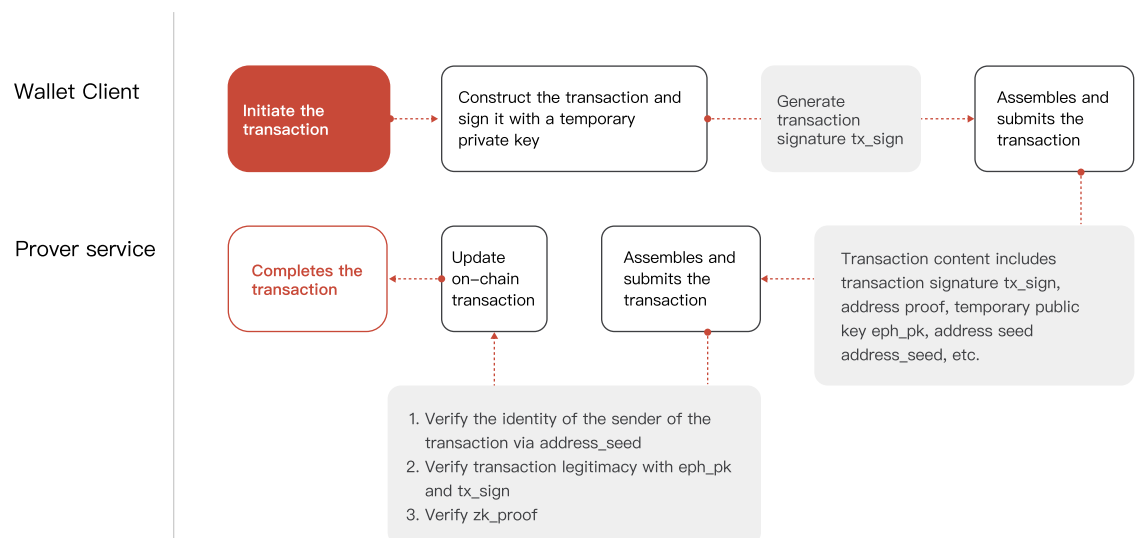 Wallet Client
Initiate the
transaction
Construct the transaction and
sign it with a temporary
private key
Generate
transaction
signature tx_sign
Assembles and
submits the
transaction
Prover service
Completes the
transaction
Update
on-chain
transaction
Assembles and
submits the
transaction
Transaction content includes
transaction signature tx_sign,
address proof, temporary public
key eph_pk, address seed
address_seed, etc.
1. Verify the identity of the sender of the
transaction via address_seed
2. Verify transaction legitimacy with eph_pk
and tx_sign
3. Verify zk_proof